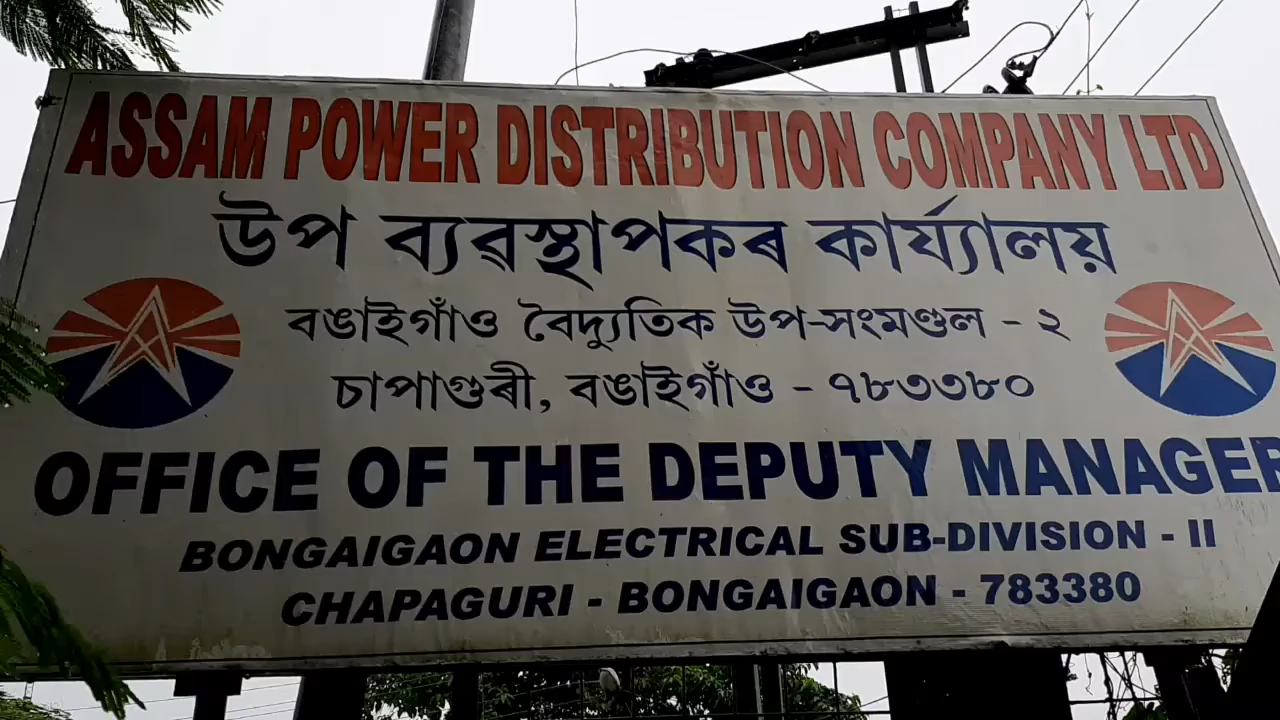 ASSAM POWER DISTRIBUTION COMPANY LTD
উপ ব্যৱস্থাপকৰ কাৰ্য্যালয়
বঙাইগাঁও বৈদ্যুতিক উপ-সংমণ্ডল - ২
চাপাগুৰী, বঙাইগাঁও - ৭৮৩৩৮০
OFFICE OF THE DEPUTY MANAGER
BONGAIGAON ELECTRICAL SUB-DIVISION - II
CHAPAGURI - BONGAIGAON - 783380